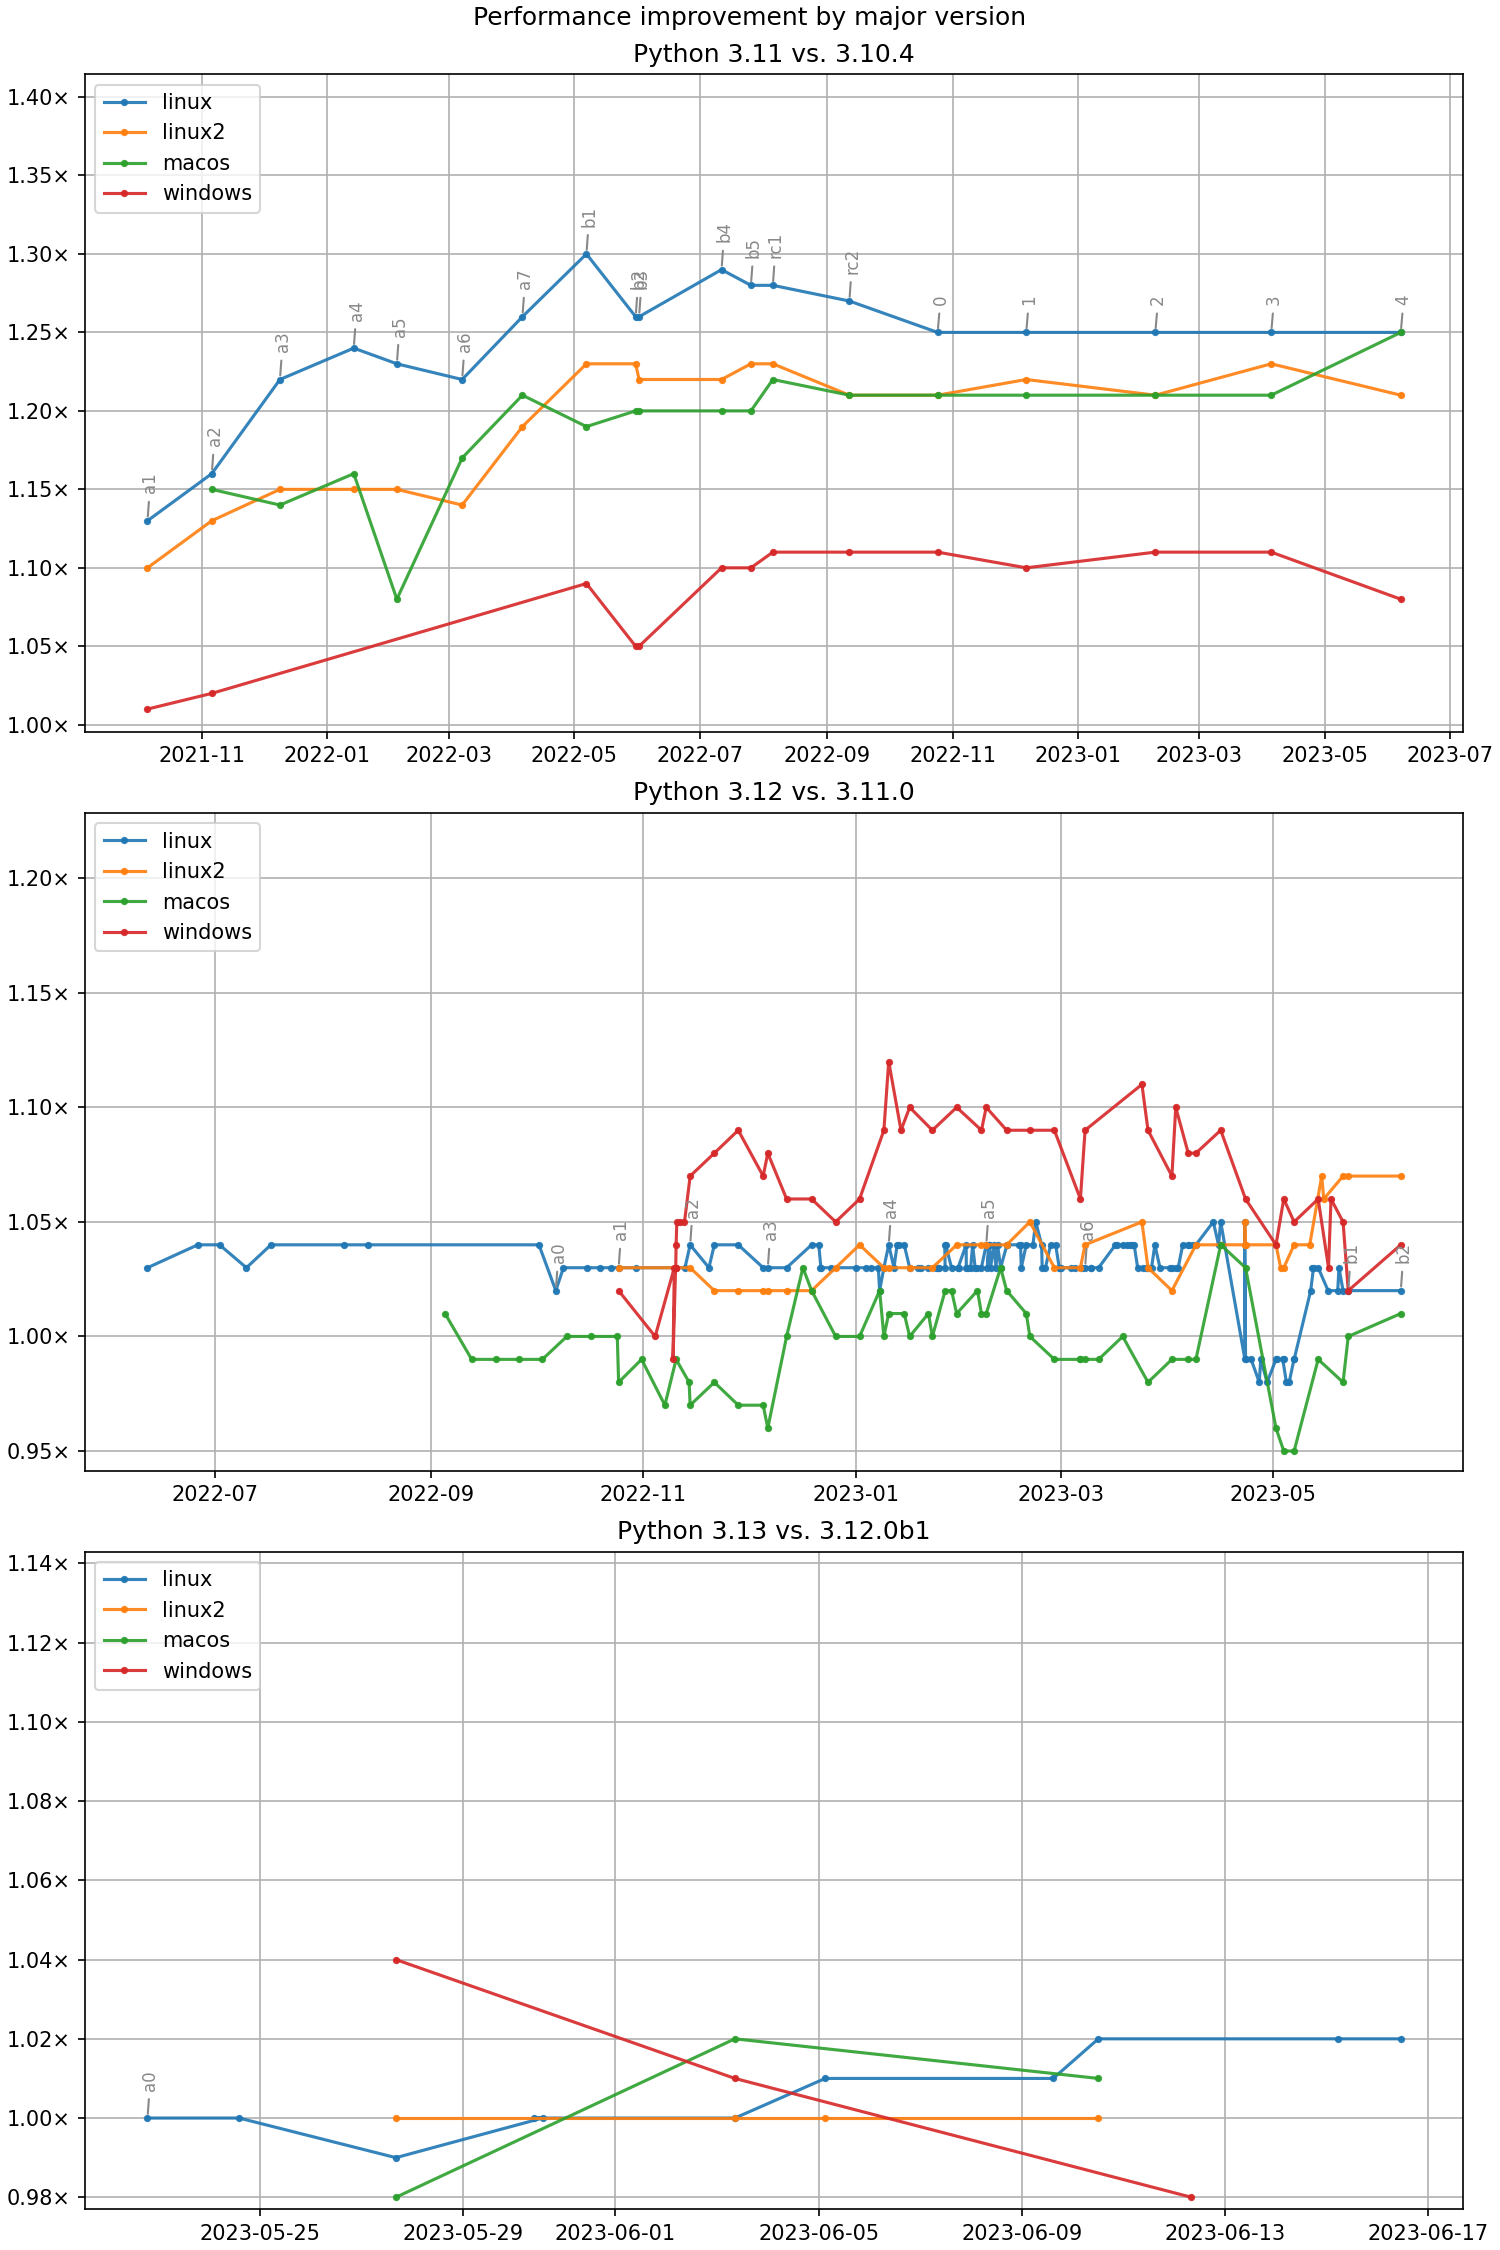 Performance improvement by major version
Python 3.11 vs. 3.10.4
1.40×
1.35×
1.30×
1.25×
1.20×
1.15×
1.10×
1.05×
1.00×
linux
linux2
macos
windows
a1
a2
a3
a4
a5
a6
a7
b1
b4
b5
rc1
rc2
0
1
2
3
4
2021-11 2022-01 2022-03 2022-05 2022-07 2022-09 2022-11 2023-01 2023-03 2023-05 2023-07
Python 3.12 vs. 3.11.0
1.20×
1.15×
1.10×
1.05×
1.00×
0.95×
linux
linux2
macos
windows
a0
a1
a2
a3
a4
a5
a6
b1
b2
2022-07 2022-09 2022-11 2023-01 2023-03 2023-05
Python 3.13 vs. 3.12.0b1
1.14×
1.12×
1.10×
1.08×
1.06×
1.04×
1.02×
1.00×
0.98×
linux
linux2
macos
windows
a0
2023-05-25 2023-05-29 2023-06-01 2023-06-05 2023-06-09 2023-06-13 2023-06-17